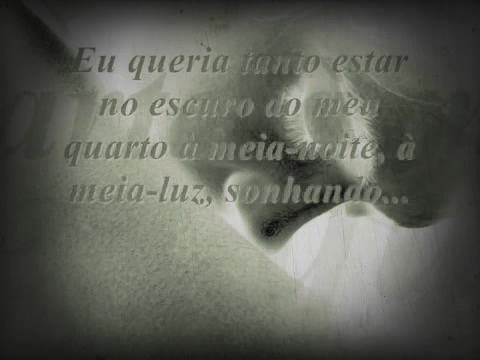 Eu queria tanto estar
no escuro do meu
quarto à meia-noite, à
meia-luz, sonhando...